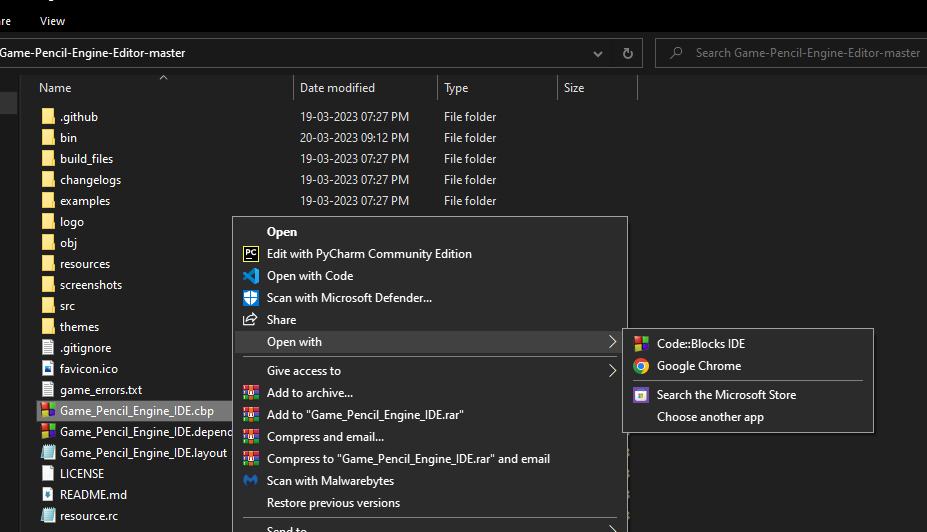 re View
Game-Pencil-Engine-Editor-master Search Game-Pencil-Engine-Editor-master
Name Date modified Type Size
.github 19-03-2023 07:27 PM File folder
bin 20-03-2023 09:12 PM File folder
build_files 19-03-2023 07:27 PM File folder
changelogs 19-03-2023 07:27 PM File folder
examples 19-03-2023 07:27 PM File folder
logo
obj
resources
screenshots
src
themes
.gitignore
favicon.ico
game_errors.txt
Game_Pencil_Engine_IDE.cbp
Game_Pencil_Engine_IDE.depend
Game_Pencil_Engine_IDE.layout
LICENSE
README.md
resource.rc
Open
PC Edit with PyCharm Community Edition
Open with Code
Scan with Microsoft Defender...
Share
Open with
Give access to
Add to archive...
Add to "Game_Pencil_Engine_IDE.rar"
Compress and email...
Compress to "Game_Pencil_Engine_IDE.rar" and email
Scan with Malwarebytes
Restore previous versions
Send to
Code::Blocks IDE
Google Chrome
Search the Microsoft Store
Choose another app